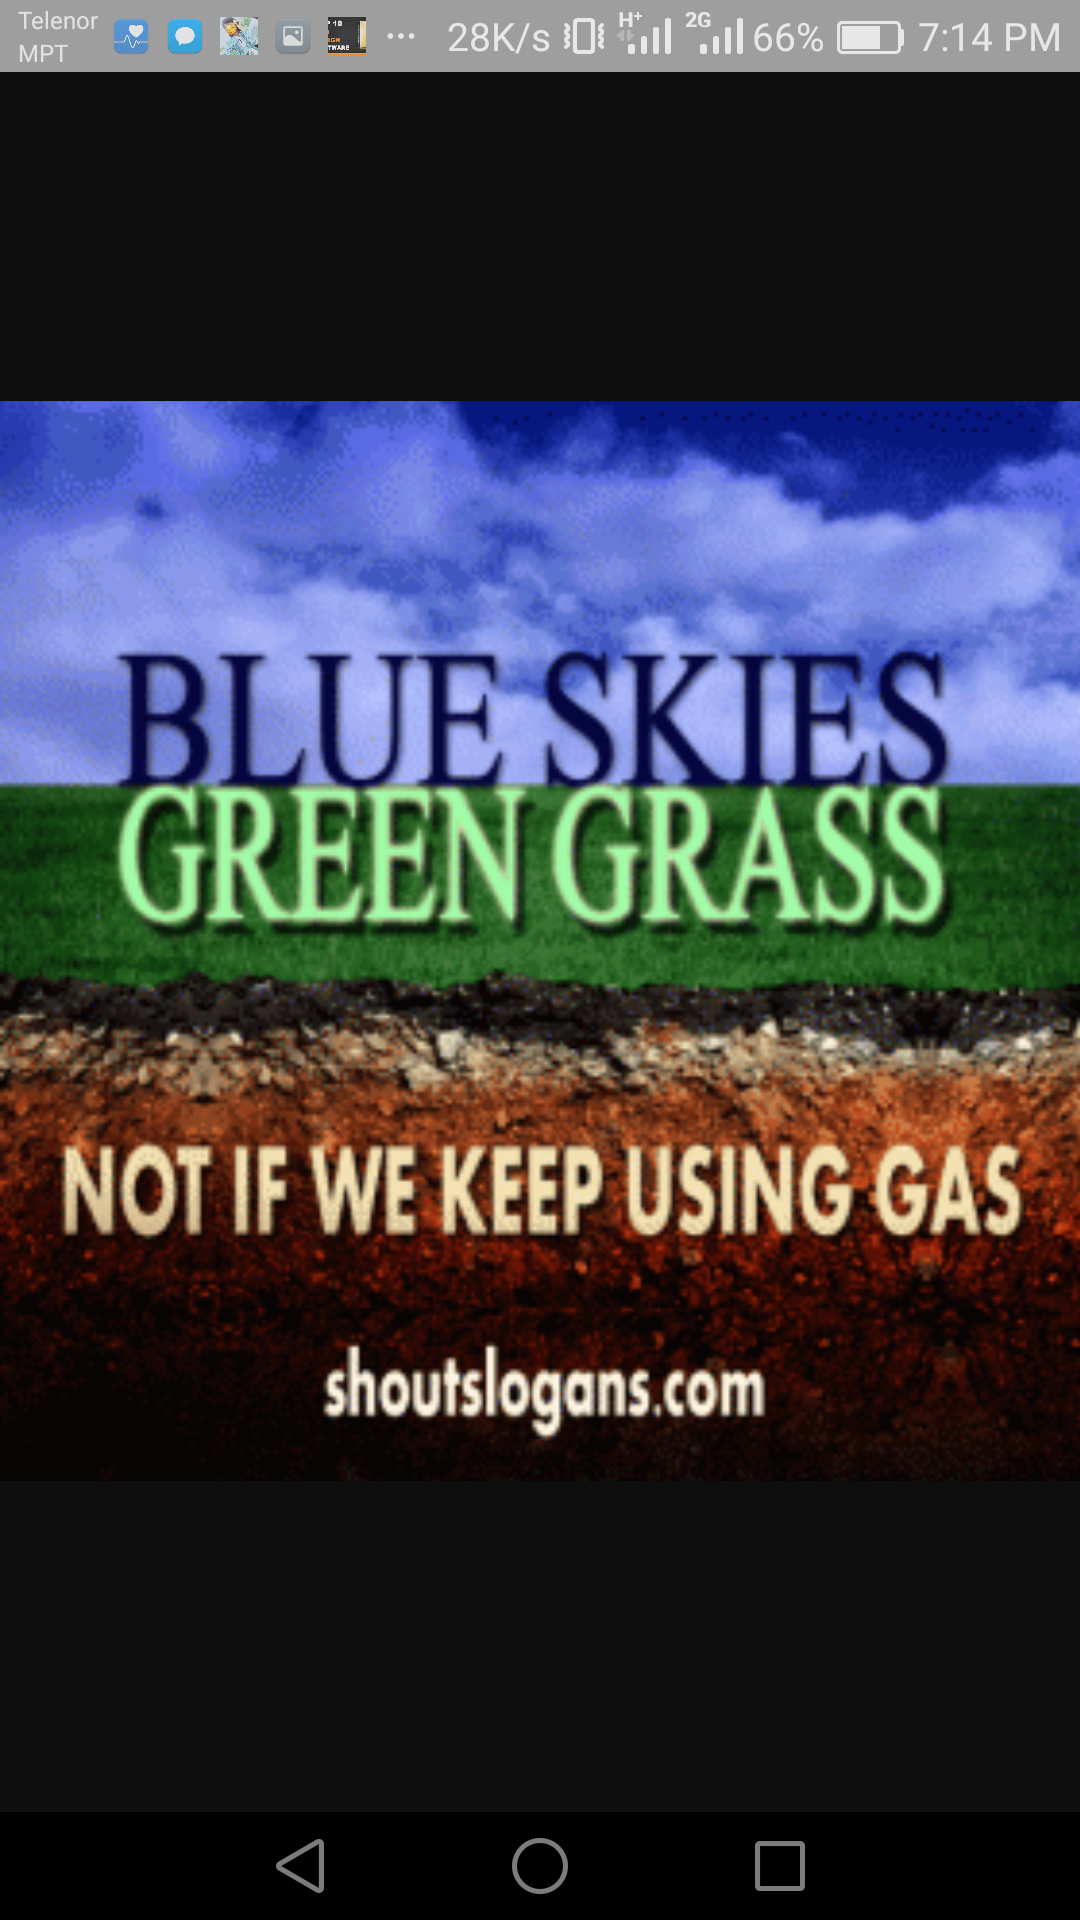 Telenor
MPT
28K/s
H+
2G
66%
7:14 PM
BLUE SKIES
GREEN GRASS
NOT IF WE KEEP USING GAS
shoutslogans.com